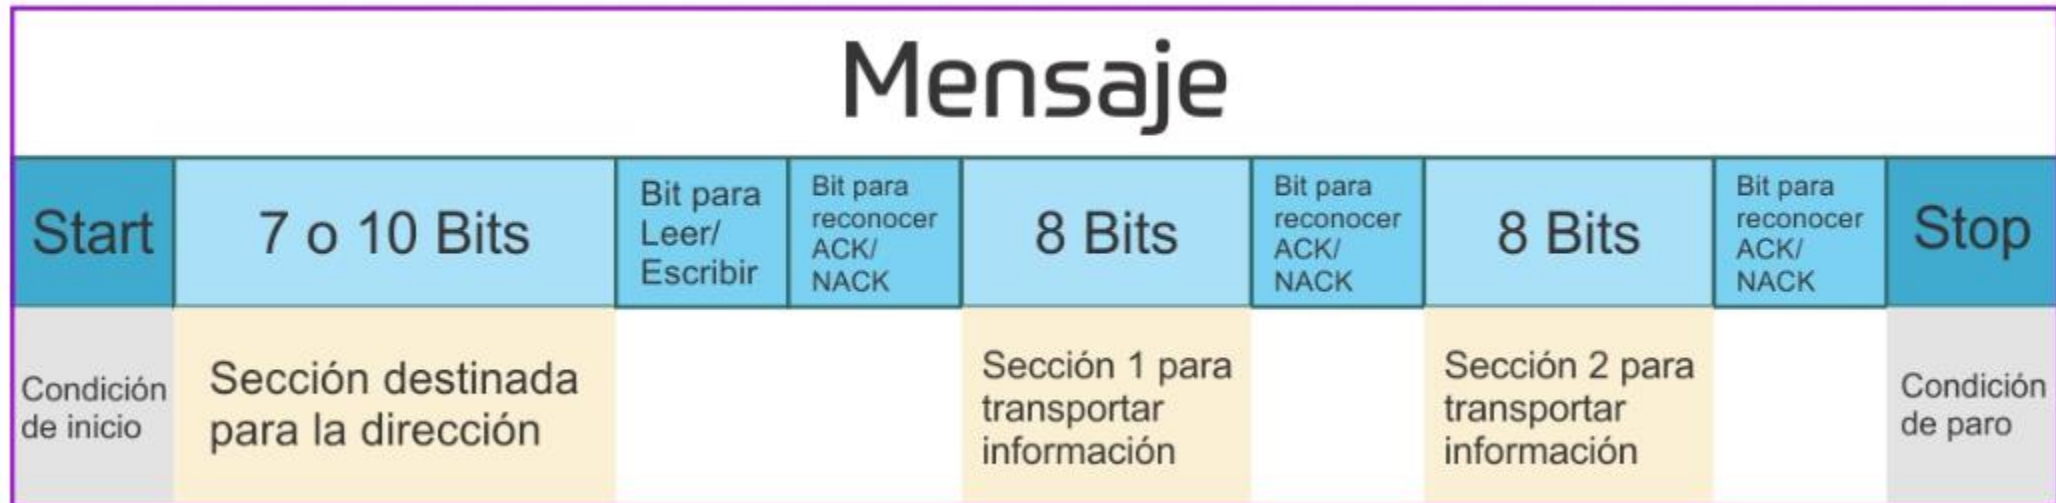 Mensaje
Start
7 o 10 Bits
Bit para
Leer/
Escribir
Bit para
reconocer
ACK/
NACK
8 Bits
Bit para
reconocer
ACK/
NACK
8 Bits
Bit para
reconocer
ACK/
NACK
Stop
Condición
de inicio
Sección destinada
para la dirección
Sección 1 para
transportar
información
Sección 2 para
transportar
información
Condición
de paro